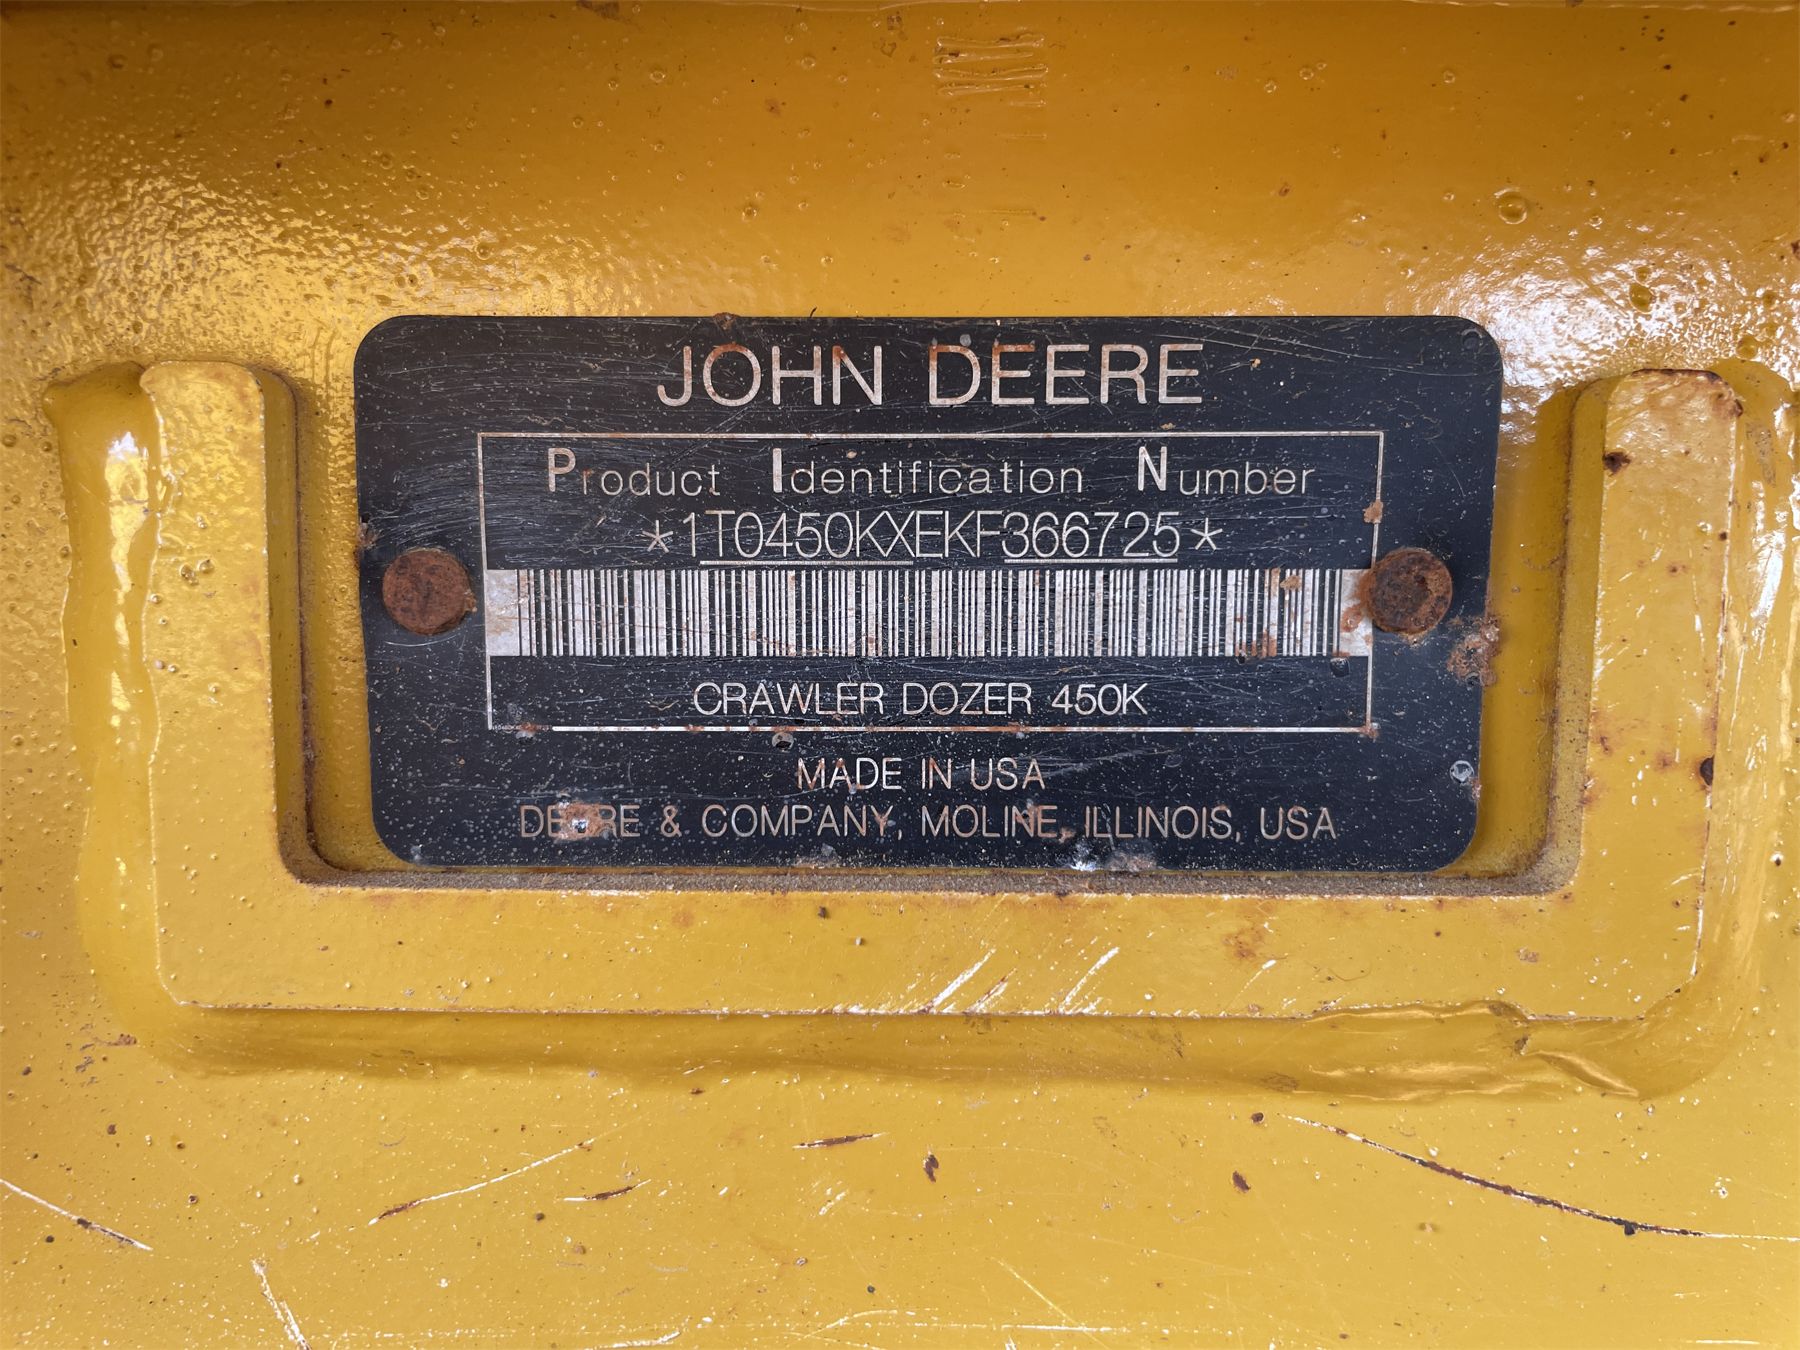 JOHN DEERE
Product Identification Number
*1T0450KXEKF366725*
CRAWLER DOZER 450K
MADE IN USA
DEERE & COMPANY, MOLINE, ILLINOIS, USA